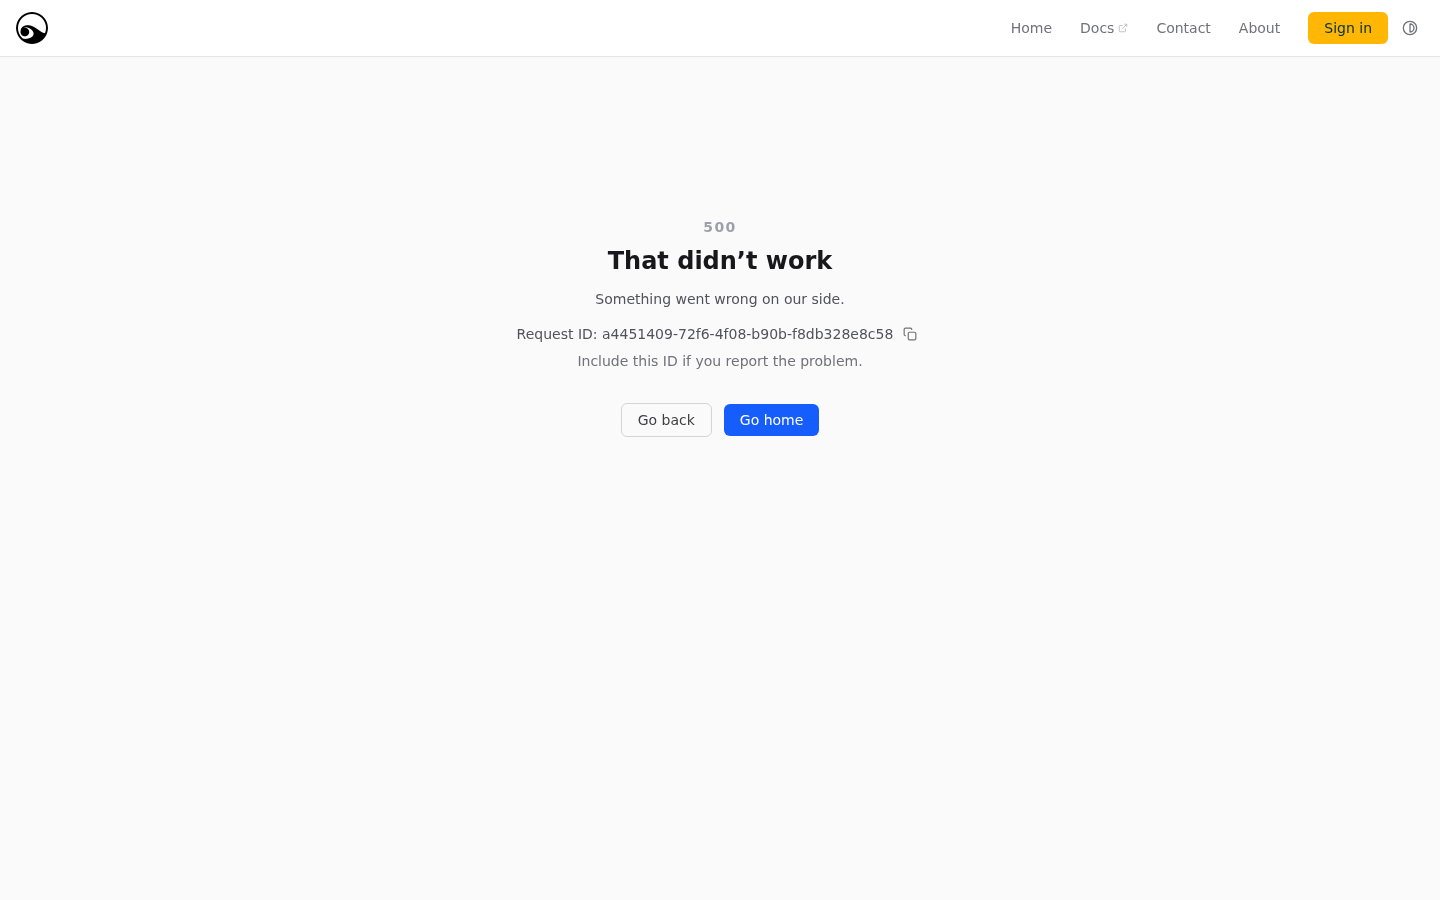 Home Docs Contact About Sign in
500
That didn’t work
Something went wrong on our side.
Request ID: a4451409-72f6-4f08-b90b-f8db328e8c58
Include this ID if you report the problem.
Go back Go home